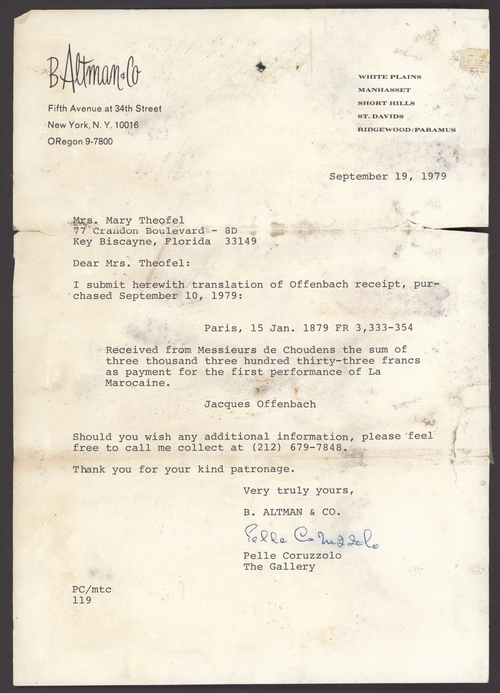 B Altman & Co
Fifth Avenue at 34th Street
New York, N. Y. 10016
ORegon 9-7800
WHITE PLAINS
MANHASSET
SHORT HILLS
ST. DAVIDS
RIDGEWOOD/PARAMUS
September 19, 1979
Mrs. Mary Theofel
77 Crandon Boulevard - 8D
Key Biscayne, Florida 33149
Dear Mrs. Theofel:
I submit herewith translation of Offenbach receipt, pur-
chased September 10, 1979:
Paris, 15 Jan. 1879 FR 3,333-354
Received from Messieurs de Choudens the sum of
three thousand three hundred thirty-three francs
as payment for the first performance of La
Marocaine.
Jacques Offenbach
Should you wish any additional information, please feel
free to call me collect at (212) 679-7848.
Thank you for your kind patronage.
Very truly yours,
B. ALTMAN & CO.
Pelle Coruzzolo
Pelle Coruzzolo
The Gallery
PC/mtc
119